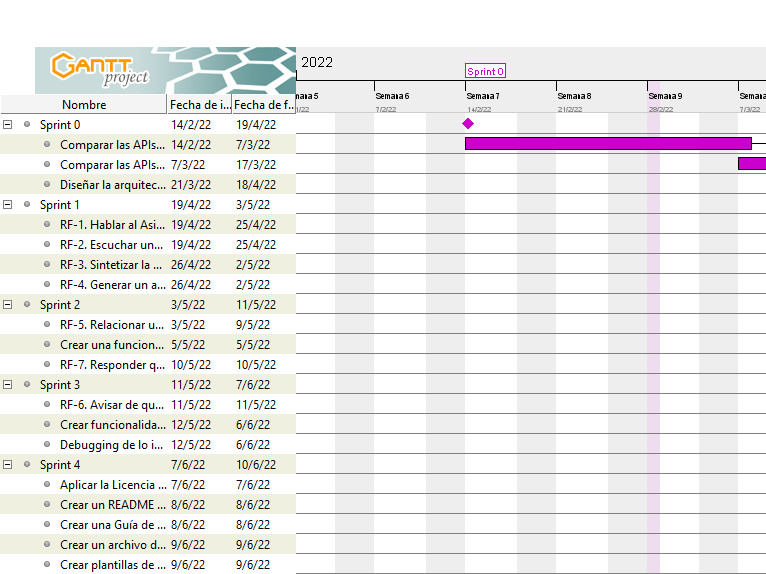 GANTT
project
2022
Sprint 0
Nombre
Fecha de i...
Fecha de f...
Semana 6
Semana 7
Semana 8
Semana 9
7/2/22
14/2/22
21/2/22
28/2/22
7/3/22
Sprint 0 14/2/22 19/4/22
Comparar las APIs... 14/2/22 7/3/22
Comparar las APIs... 7/3/22 17/3/22
Diseñar la arquitec... 21/3/22 18/4/22
Sprint 1 19/4/22 3/5/22
RF-1. Hablar al Asi... 19/4/22 25/4/22
RF-2. Escuchar un... 19/4/22 25/4/22
RF-3. Sintetizar la ... 26/4/22 2/5/22
RF-4. Generar un a... 26/4/22 2/5/22
Sprint 2 3/5/22 11/5/22
RF-5. Relacionar u... 3/5/22 9/5/22
Crear una funcion... 5/5/22 5/5/22
RF-7. Responder q... 10/5/22 10/5/22
Sprint 3 11/5/22 7/6/22
RF-6. Avisar de qu... 11/5/22 11/5/22
Crear funcionalida... 12/5/22 6/6/22
Debugging de lo i... 12/5/22 6/6/22
Sprint 4 7/6/22 10/6/22
Aplicar la Licencia ... 7/6/22 7/6/22
Crear un README ... 8/6/22 8/6/22
Crear una Guía de ... 8/6/22 8/6/22
Crear un archivo d... 9/6/22 9/6/22
Crear plantillas de ... 9/6/22 9/6/22